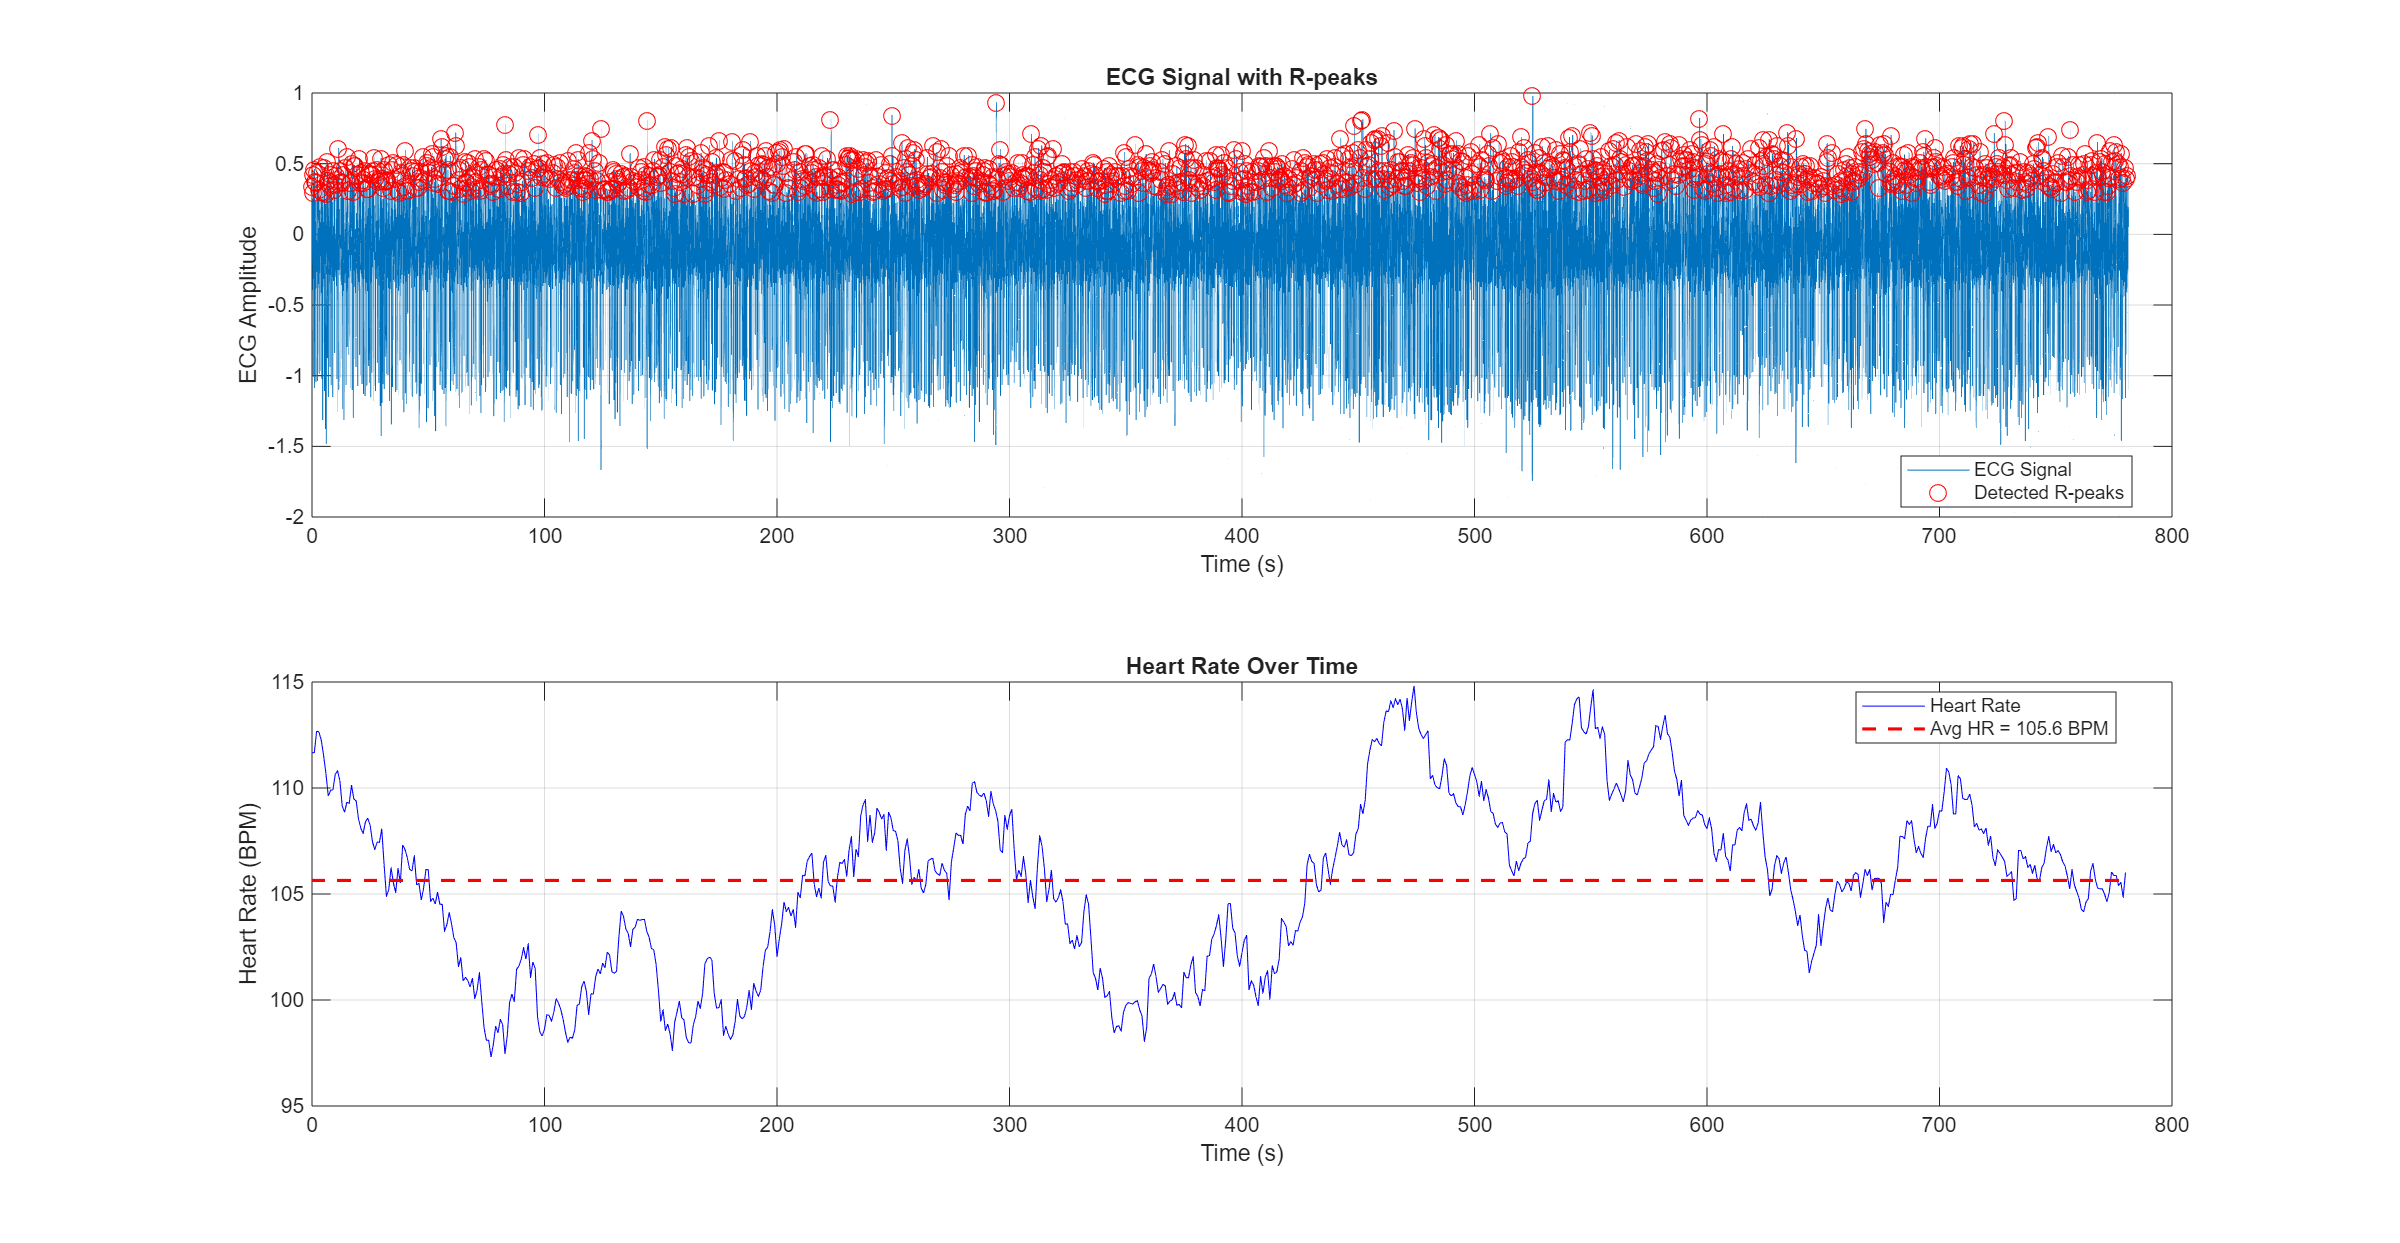 ECG Signal with R-peaks
1
0.5
0
-0.5
-1
-1.5
-2
ECG Amplitude
ECG Signal
Detected R-peaks
0 100 200 300 400 500 600 700 800
Time (s)
Heart Rate Over Time
115
110
105
100
95
Heart Rate (BPM)
Heart Rate
Avg HR = 105.6 BPM
0 100 200 300 400 500 600 700 800
Time (s)